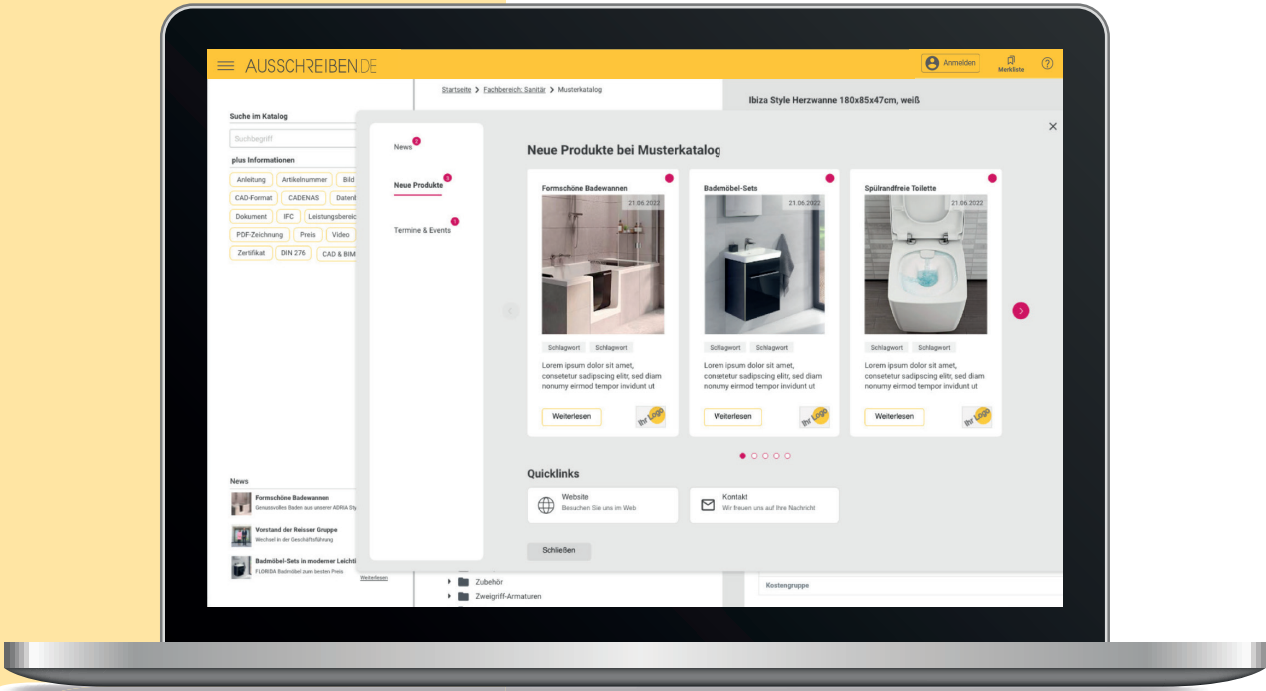 AUSSCHREIBEN.DE
Anmelden
Merkliste
?
Startseite > Fachbereich: Sanitär > Musterkatalog
Ibiza Style Herzwanne 180x85x47cm, weiß
Suche im Katalog
Suchbegriff
plus Informationen
Anleitung Artikelnummer Bild
CAD-Format CADENAS
Dokument IFC
PDF-Zeichnung Preis Video
Zertifikat DIN 276 CAD & BIM
News
Neue Produkte
Termine & Events
1
Neue Produkte bei Musterkatalog
Formschöne Badewannen
21.06.2022
Schlagwort Schlagwort
Lorem ipsum dolor sit amet,
consetetur sadipscing elitr, sed diam
nonumy eirmod tempor invidunt ut
Weiterlesen
Ihr Logo
Badmöbel-Sets
21.06.2022
Schlagwort Schlagwort
Lorem ipsum dolor sit amet,
consetetur sadipscing elitr, sed diam
nonumy eirmod tempor invidunt ut
Weiterlesen
Ihr Logo
Spülrandfreie Toilette
21.06.2022
Schlagwort Schlagwort
Lorem ipsum dolor sit amet,
consetetur sadipscing elitr, sed diam
nonumy eirmod tempor invidunt ut
Weiterlesen
Ihr Logo
Quicklinks
Website
Besuchen Sie uns im Web
Kontakt
Wir freuen uns auf Ihre Nachricht
Schließen
News
Formschöne Badewannen
Genussvolles Baden aus unserer ADRIA
Vorstand der Reisser Gruppe
Wechsel in der Geschäftsführung
Badmöbel-Sets in moderner
FLORIDA Badmöbel zum besten Preis
Weiterlesen
Zubehör
Zweigriff-Armaturen
Kostengruppe